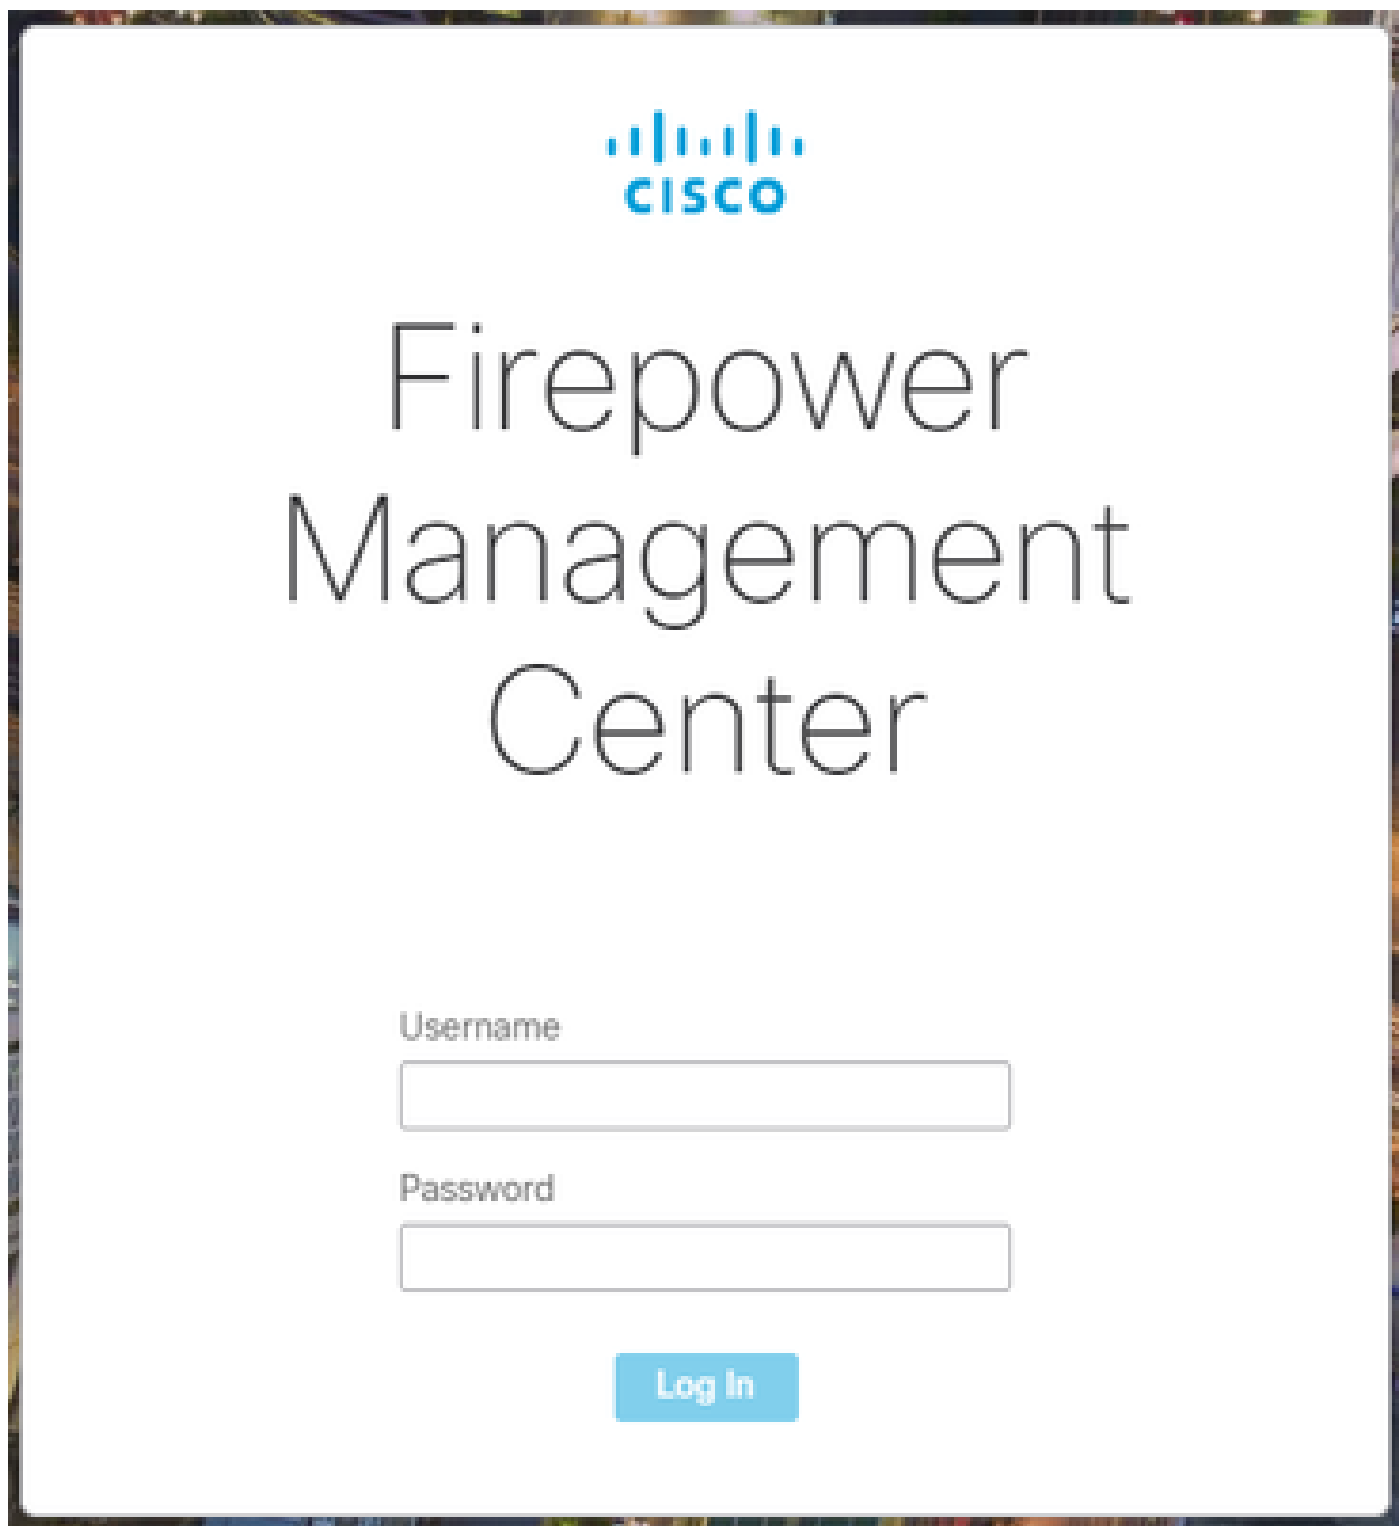 CISCO
Firepower
Management
Center
Username
Password
Log In